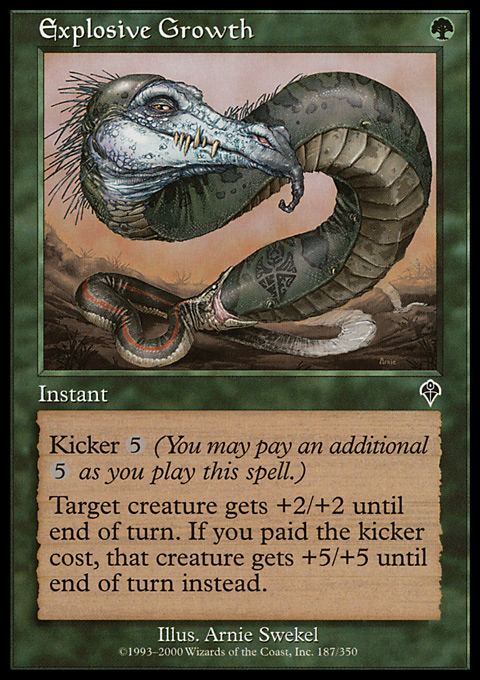 Explosive Growth
Instant
Kicker 5 (You may pay an additional
5 as you play this spell.)
Target creature gets +2/+2 until
end of turn. If you paid the kicker
cost, that creature gets +5/+5 until
end of turn instead.
Arnie
Illus. Arnie Swekel
©1993–2000 Wizards of the Coast, Inc. 187/350